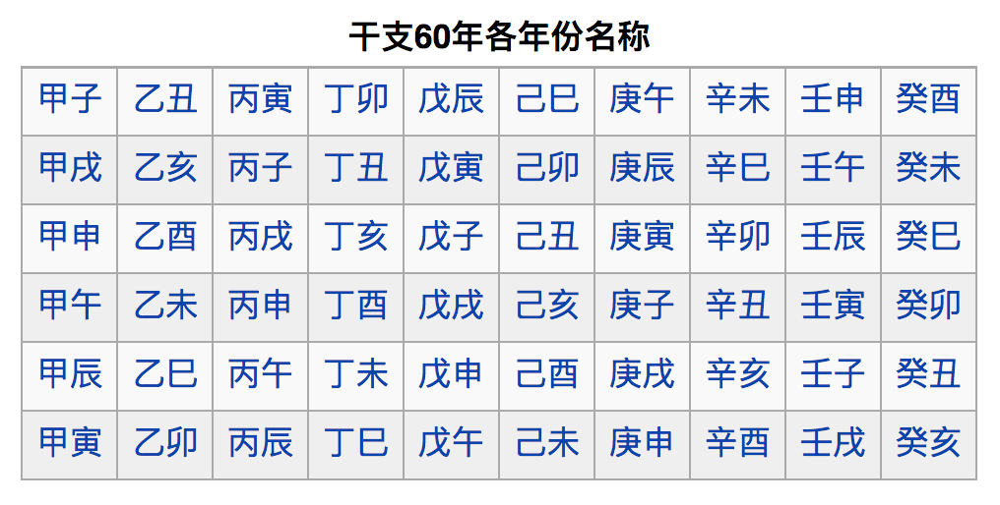 干支60年各年份名称
甲子 乙丑 丙寅 丁卯 戊辰 己巳 庚午 辛未 壬申 癸酉
甲戌 乙亥 丙子 丁丑 戊寅 己卯 庚辰 辛巳 壬午 癸未
甲申 乙酉 丙戌 丁亥 戊子 己丑 庚寅 辛卯 壬辰 癸巳
甲午 乙未 丙申 丁酉 戊戌 己亥 庚子 辛丑 壬寅 癸卯
甲辰 乙巳 丙午 丁未 戊申 己酉 庚戌 辛亥 壬子 癸丑
甲寅 乙卯 丙辰 丁巳 戊午 己未 庚申 辛酉 壬戌 癸亥